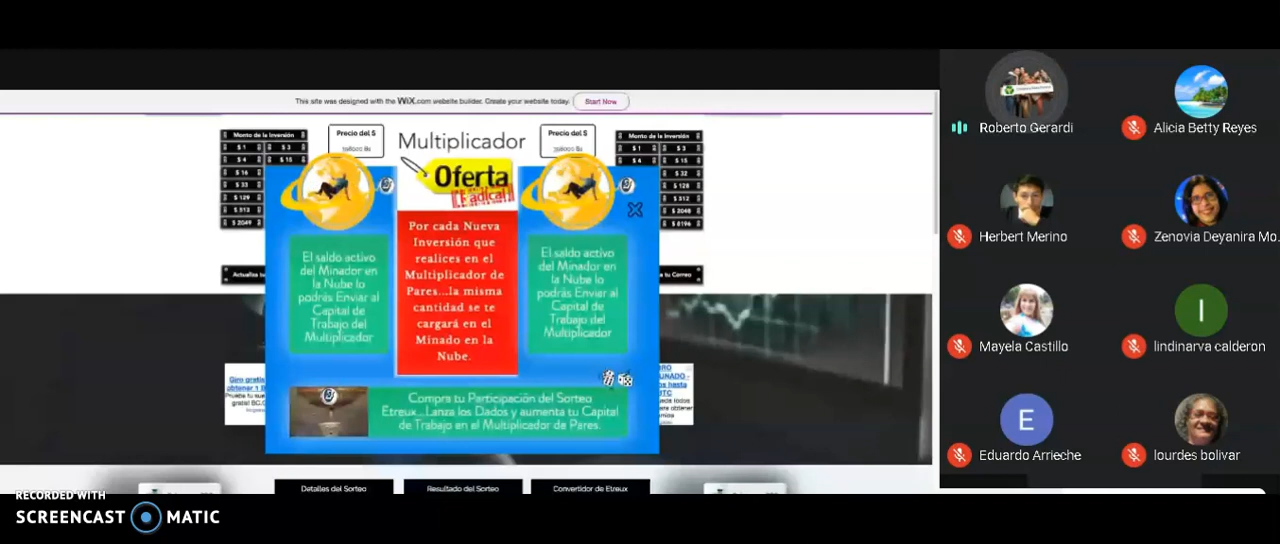 This site was designed with the WiX.com website builder. Create your website today.
Start Now
Monto de la Inversión
$ 1
$ 3
$ 4
$ 15
$ 16
$ 33
$ 129
$ 513
$ 2049
Precio del $
Multiplicador
Precio del $
Monto de la Inversión
$ 1
$ 3
$ 4
$ 15
$ 32
$ 128
$ 512
$ 2048
$ 8196
Oferta
¡Radical!
El saldo activo
del Minador en
la Nube lo
podrás Enviar al
Capital de
Trabajo del
Multiplicador
Por cada Nueva
Inversión que
realices en el
Multiplicador de
Pares...la misma
cantidad se te
cargará en el
Minado en la
Nube.
El saldo activo
del Minador en
la Nube lo
podrás Enviar al
Capital de
Trabajo del
Multiplicador
Compra tu Participación del Sorteo
Etreux...Lanza los Dados y aumenta tu Capital
de Trabajo en el Multiplicador de Pares.
Detalles del Sorteo
Resultado del Sorteo
Convertidor de Etreux
Roberto Gerardi
Alicia Betty Reyes
Herbert Merino
Zenovia Deyanira Mo...
Mayela Castillo
I
lindinarva calderon
E
Eduardo Arrieche
lourdes bolivar
RECORDED WITH
SCREENCAST MATIC